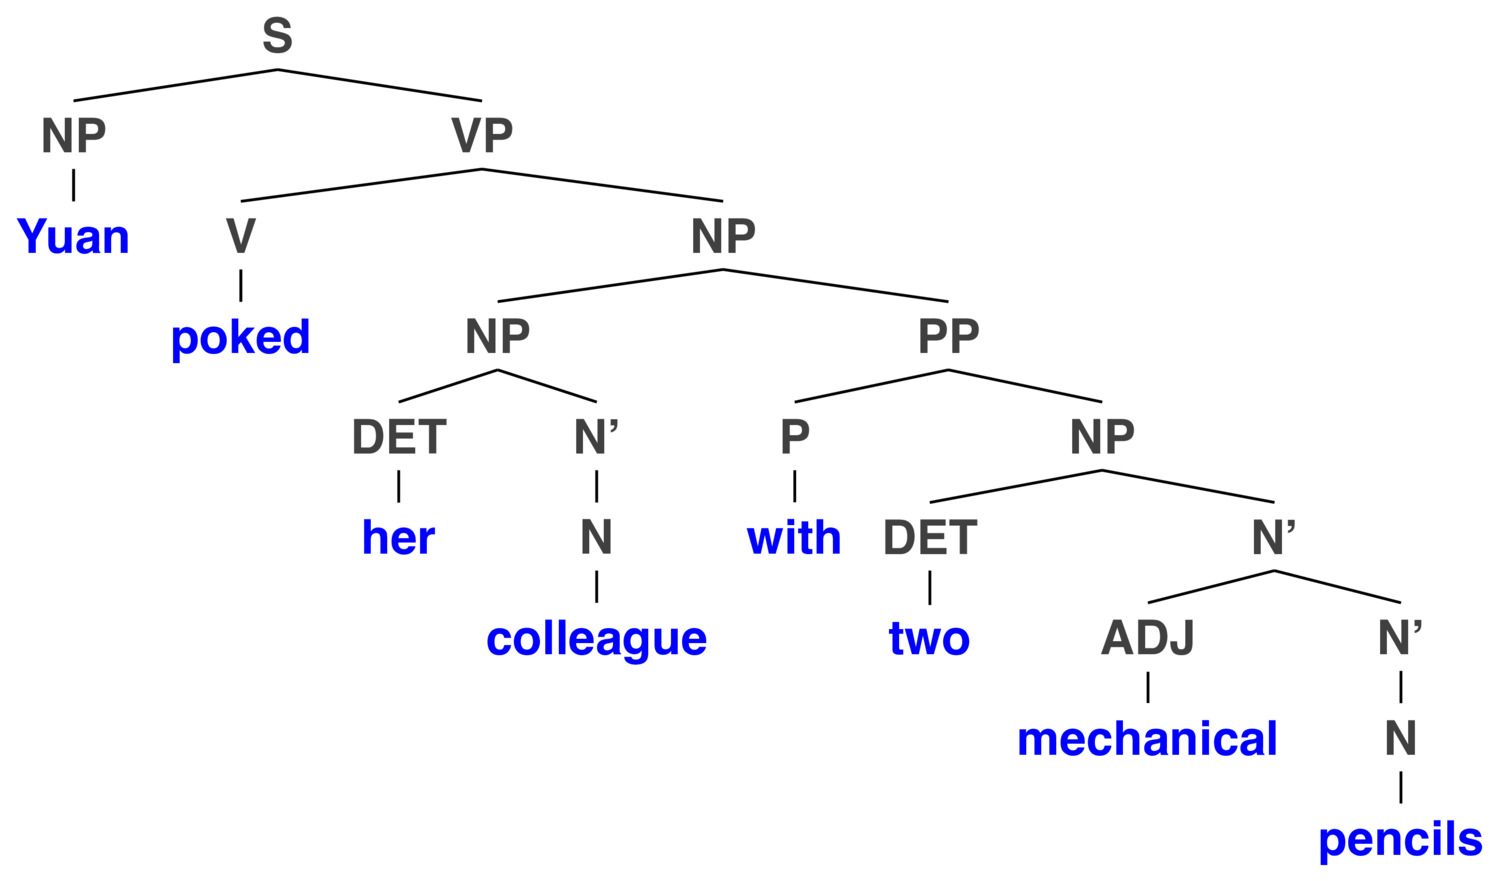 S
NP VP
Yuan V NP
poked NP PP
DET N’ P NP
her N with DET N’
colleague two ADJ N’
mechanical N
pencils